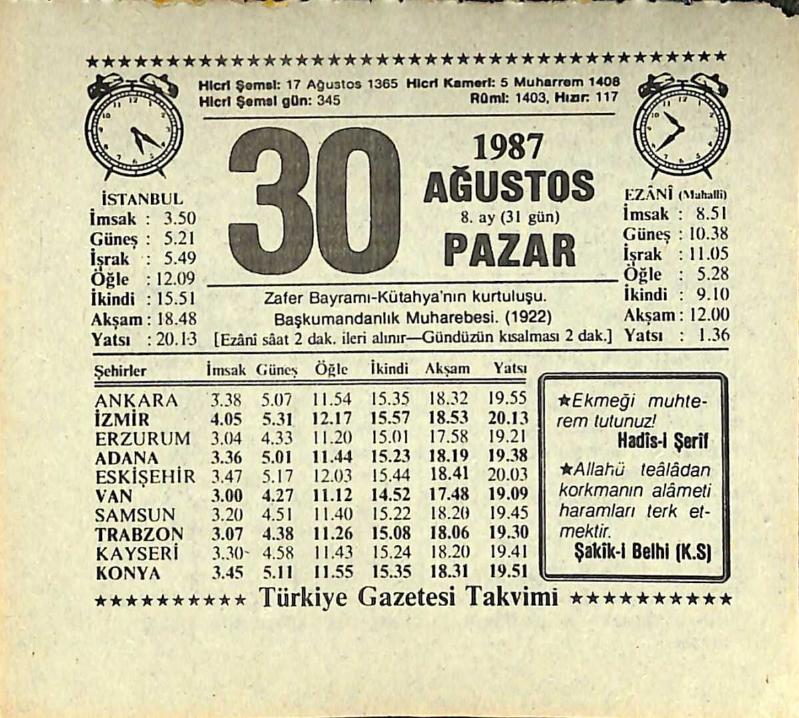 Hicri Şemsi: 17 Ağustos 1365 Hicri Kameri: 5 Muharrem 1408
Hicri Şemsi gün: 345 Rûmi: 1403, Hızır: 117
30
1987
AĞUSTOS
8. ay (31 gün)
PAZAR
İSTANBUL
İmsak : 3.50
Güneş : 5.21
İşrak : 5.49
Öğle : 12.09
İkindi : 15.51
Akşam : 18.48
Yatsı : 20.13
EZÂNÎ (Mahalli)
İmsak : 8.51
Güneş : 10.38
İşrak : 11.05
Öğle : 5.28
İkindi : 9.10
Akşam : 12.00
Yatsı : 1.36
Zafer Bayramı-Kütahya'nın kurtuluşu.
Başkumandanlık Muharebesi. (1922)
[Ezânî sâat 2 dak. ileri alınır—Gündüzün kısalması 2 dak.]
Şehirler İmsak Güneş Öğle İkindi Akşam Yatsı
ANKARA 3.38 5.07 11.54 15.35 18.32 19.55
İZMİR 4.05 5.31 12.17 15.57 18.53 20.13
ERZURUM 3.04 4.33 11.20 15.01 17.58 19.21
ADANA 3.36 5.01 11.44 15.23 18.19 19.38
ESKİŞEHİR 3.47 5.17 12.03 15.44 18.41 20.03
VAN 3.00 4.27 11.12 14.52 17.48 19.09
SAMSUN 3.20 4.51 11.40 15.22 18.20 19.45
TRABZON 3.07 4.38 11.26 15.08 18.06 19.30
KAYSERİ 3.30 4.58 11.43 15.24 18.20 19.41
KONYA 3.45 5.11 11.55 15.35 18.31 19.51
★Ekmeği muhte-
rem tutunuz!
Hadîs-i Şerîf
★Allahü teâlâdan
korkmanın alâmeti
haramları terk et-
mektir.
Şakîk-i Belhi (K.S)
Türkiye Gazetesi Takvimi